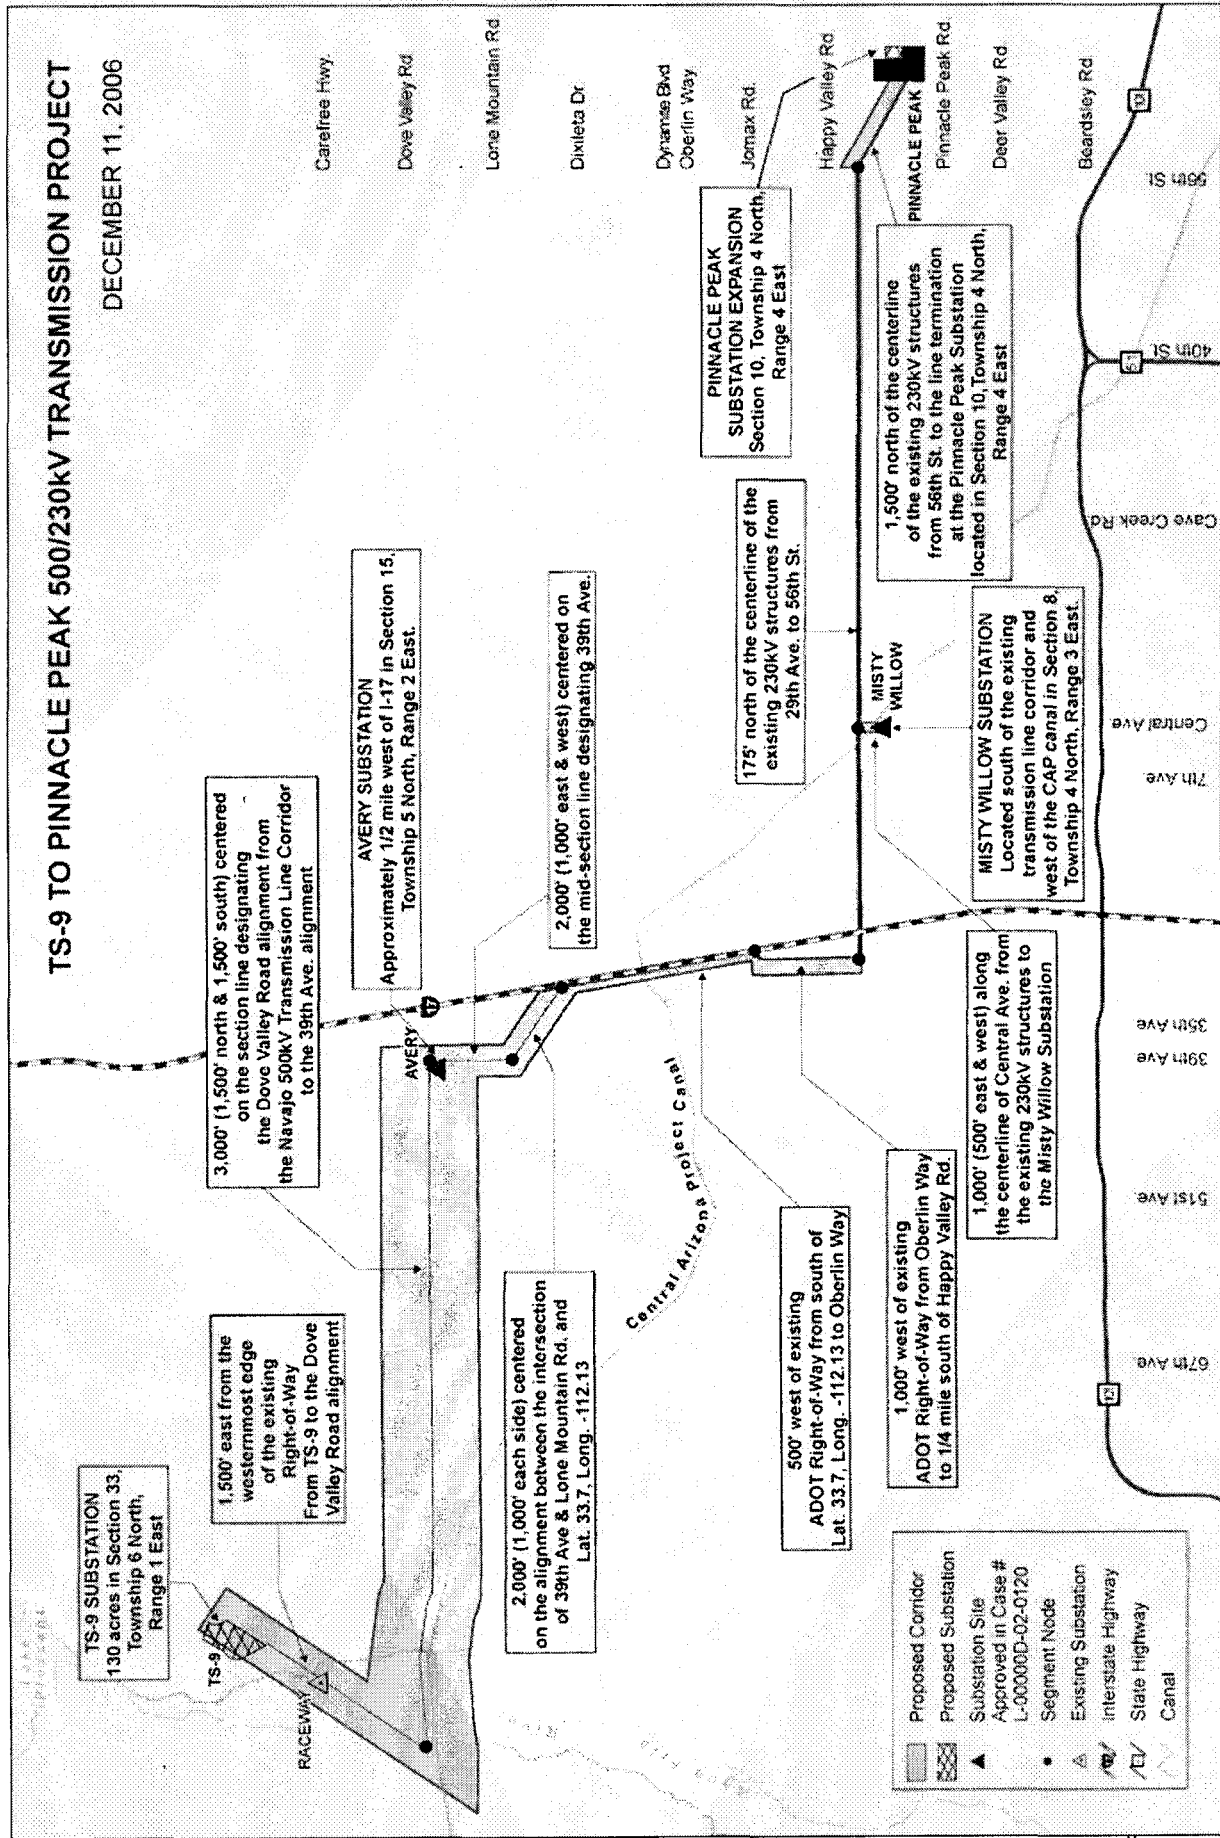 TS-9 TO PINNACLE PEAK 500/230kV TRANSMISSION PROJECT
DECEMBER 11, 2006
TS-9 SUBSTATION
130 acres in Section 33,
Township 6 North,
Range 1 East
1,500' east from the
westernmost edge
of the existing
Right-of-Way
From TS-9 to the Dove
Valley Road alignment
3,000' (1,500' north & 1,500' south) centered
on the section line designating
the Dove Valley Road alignment from
the Navajo 500kV Transmission Line Corridor
to the 39th Ave. alignment
AVERY SUBSTATION
Approximately 1/2 mile west of I-17 in Section 15,
Township 5 North, Range 2 East.
2,000' (1,000' east & west) centered on
the mid-section line designating 39th Ave.
175' north of the centerline of the
existing 230kV structures from
29th Ave. to 56th St.
PINNACLE PEAK
SUBSTATION EXPANSION
Section 10, Township 4 North,
Range 4 East
1,500' north of the centerline
of the existing 230kV structures
from 56th St. to the line termination
at the Pinnacle Peak Substation
located in Section 10, Township 4 North,
Range 4 East
MISTY WILLOW SUBSTATION
Located south of the existing
transmission line corridor and
west of the CAP canal in Section 8,
Township 4 North, Range 3 East.
1,000' (500' east & west) along
the centerline of Central Ave. from
the existing 230kV structures to
the Misty Willow Substation
1,000' west of existing
ADOT Right-of-Way from Oberlin Way
to 1/4 mile south of Happy Valley Rd.
500' west of existing
ADOT Right-of-Way from south of
Lat. 33.7, Long. -112.13 to Oberlin Way
2,000' (1,000' each side) centered
on the alignment between the intersection
of 39th Ave & Lone Mountain Rd. and
Lat. 33.7, Long. -112.13
TS-9
RACEWAY
AVERY
17
MISTY
WILLOW
PINNACLE PEAK
Central Arizona Project Canal
Carefree Hwy.
Dove Valley Rd
Lone Mountain Rd
Dixileta Dr.
Dynamite Blvd
Oberlin Way
Jomax Rd.
Happy Valley Rd
Pinnacle Peak Rd
Deer Valley Rd
Beardsley Rd
67th Ave.
51st Ave.
39th Ave
35th Ave
7th Ave.
Central Ave.
Cave Creek Rd.
40th St.
56th St.
101
51
101
Proposed Corridor
Proposed Substation
Substation Site
Approved in Case #
L-00000D-02-0120
Segment Node
Existing Substation
Interstate Highway
State Highway
Canal